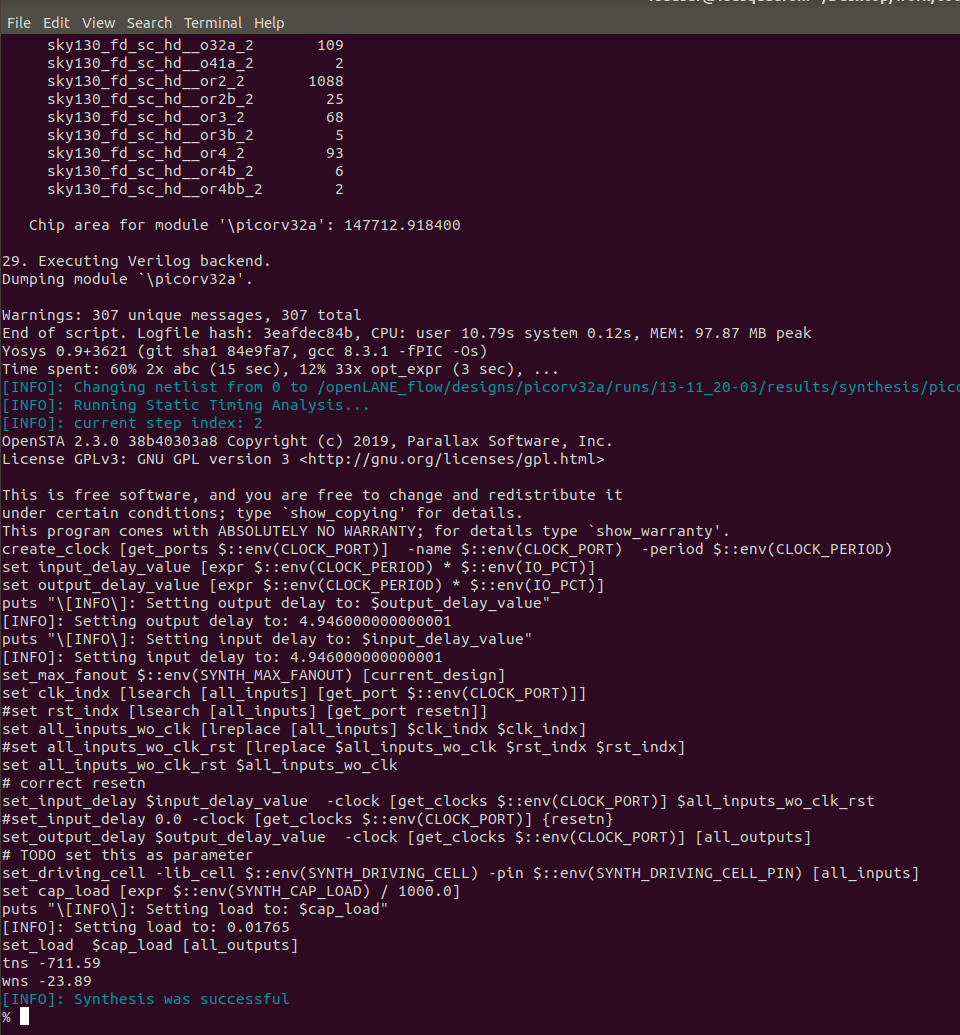 File Edit View Search Terminal Help
sky130_fd_sc_hd__o32a_2 109
sky130_fd_sc_hd__o41a_2 2
sky130_fd_sc_hd__or2_2 1088
sky130_fd_sc_hd__or2b_2 25
sky130_fd_sc_hd__or3_2 68
sky130_fd_sc_hd__or3b_2 5
sky130_fd_sc_hd__or4_2 93
sky130_fd_sc_hd__or4b_2 6
sky130_fd_sc_hd__or4bb_2 2
Chip area for module '\picorv32a': 147712.918400
29. Executing Verilog backend.
Dumping module `\picorv32a'.
Warnings: 307 unique messages, 307 total
End of script. Logfile hash: 3eafdec84b, CPU: user 10.79s system 0.12s, MEM: 97.87 MB peak
Yosys 0.9+3621 (git sha1 84e9fa7, gcc 8.3.1 -fPIC -Os)
Time spent: 60% 2x abc (15 sec), 12% 33x opt_expr (3 sec), ...
[INFO]: Changing netlist from 0 to /openLANE_flow/designs/picorv32a/runs/13-11_20-03/results/synthesis/pico
[INFO]: Running Static Timing Analysis...
[INFO]: current step index: 2
OpenSTA 2.3.0 38b40303a8 Copyright (c) 2019, Parallax Software, Inc.
License GPLv3: GNU GPL version 3 <http://gnu.org/licenses/gpl.html>
This is free software, and you are free to change and redistribute it
under certain conditions; type `show_copying' for details.
This program comes with ABSOLUTELY NO WARRANTY; for details type `show_warranty'.
create_clock [get_ports $::env(CLOCK_PORT)]  -name $::env(CLOCK_PORT)  -period $::env(CLOCK_PERIOD)
set input_delay_value [expr $::env(CLOCK_PERIOD) * $::env(IO_PCT)]
set output_delay_value [expr $::env(CLOCK_PERIOD) * $::env(IO_PCT)]
puts "\[INFO\]: Setting output delay to: $output_delay_value"
[INFO]: Setting output delay to: 4.946000000000001
puts "\[INFO\]: Setting input delay to: $input_delay_value"
[INFO]: Setting input delay to: 4.946000000000001
set_max_fanout $::env(SYNTH_MAX_FANOUT) [current_design]
set clk_indx [lsearch [all_inputs] [get_port $::env(CLOCK_PORT)]]
#set rst_indx [lsearch [all_inputs] [get_port resetn]]
set all_inputs_wo_clk [lreplace [all_inputs] $clk_indx $clk_indx]
#set all_inputs_wo_clk_rst [lreplace $all_inputs_wo_clk $rst_indx $rst_indx]
set all_inputs_wo_clk_rst $all_inputs_wo_clk
# correct resetn
set_input_delay $input_delay_value  -clock [get_clocks $::env(CLOCK_PORT)] $all_inputs_wo_clk_rst
#set_input_delay 0.0 -clock [get_clocks $::env(CLOCK_PORT)] {resetn}
set_output_delay $output_delay_value  -clock [get_clocks $::env(CLOCK_PORT)] [all_outputs]
# TODO set this as parameter
set_driving_cell -lib_cell $::env(SYNTH_DRIVING_CELL) -pin $::env(SYNTH_DRIVING_CELL_PIN) [all_inputs]
set cap_load [expr $::env(SYNTH_CAP_LOAD) / 1000.0]
puts "\[INFO\]: Setting load to: $cap_load"
[INFO]: Setting load to: 0.01765
set_load  $cap_load [all_outputs]
tns -711.59
wns -23.89
[INFO]: Synthesis was successful
%